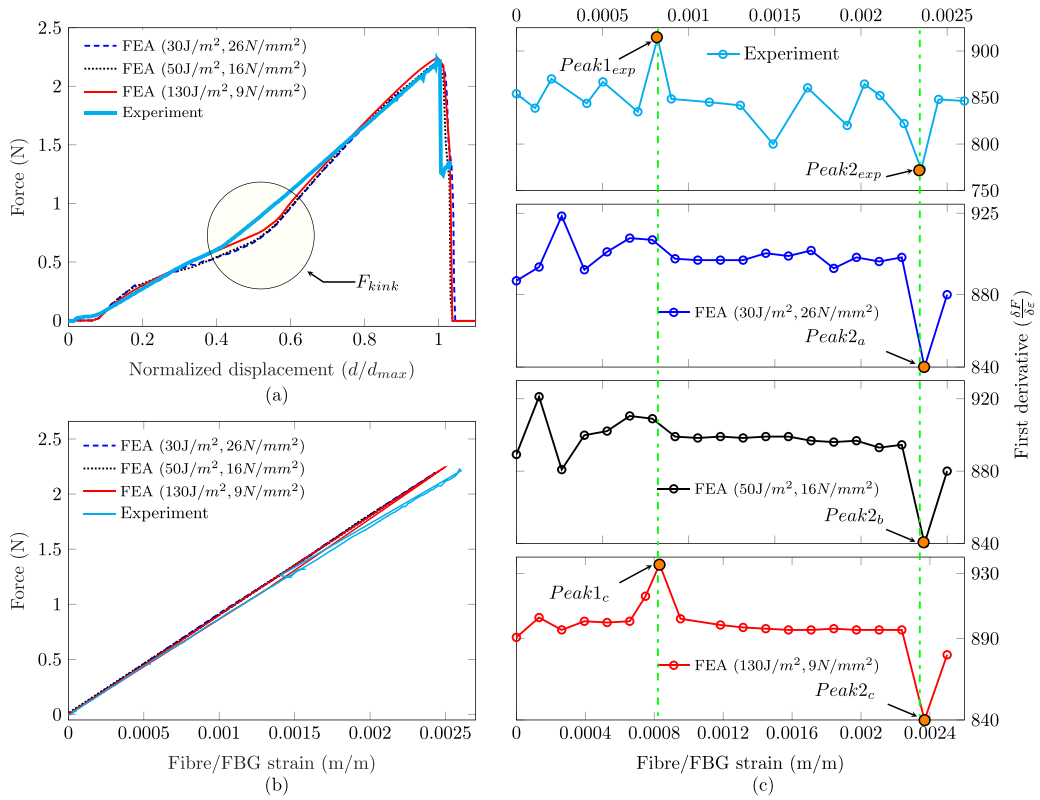 2.5
2
1.5
1
0.5
0
FEA (30J/m², 26N/mm²)
FEA (50J/m², 16N/mm²)
FEA (130J/m², 9N/mm²)
Experiment
F_kink
Force (N)
0 0.2 0.4 0.6 0.8 1
Normalized displacement (d/d_max)
(a)
2.5
2
1.5
1
0.5
0
FEA (30J/m², 26N/mm²)
FEA (50J/m², 16N/mm²)
FEA (130J/m², 9N/mm²)
Experiment
Force (N)
0 0.0005 0.001 0.0015 0.002 0.0025
Fibre/FBG strain (m/m)
(b)
0 0.0005 0.001 0.0015 0.002 0.0025
Peak1_exp
Experiment
Peak2_exp
900
850
800
750
FEA (30J/m², 26N/mm²)
Peak2_a
925
880
840
FEA (50J/m², 16N/mm²)
Peak2_b
920
880
840
Peak1_c
FEA (130J/m², 9N/mm²)
Peak2_c
930
890
840
First derivative (δF/δε)
0 0.0004 0.0008 0.0012 0.0016 0.002 0.0024
Fibre/FBG strain (m/m)
(c)